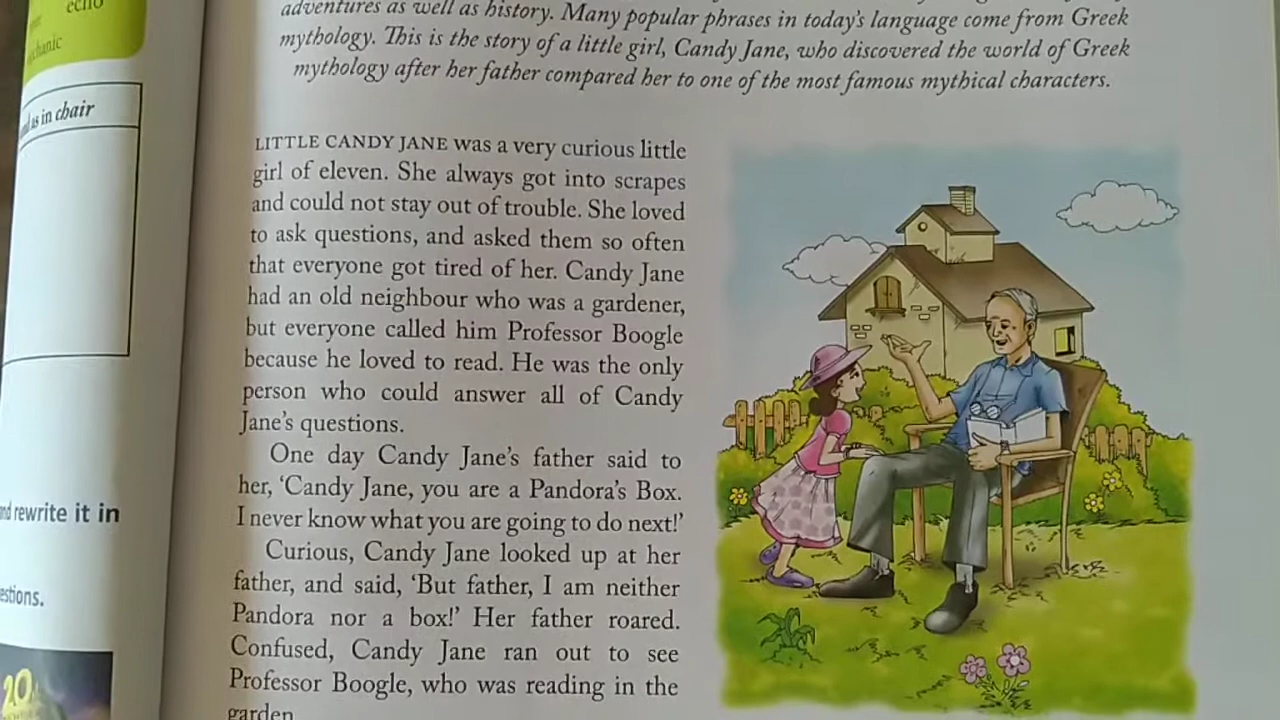 echo
chanic
as in chair
and rewrite it in
estions.
20
adventures as well as history. Many popular phrases in today's language come from Greek
mythology. This is the story of a little girl, Candy Jane, who discovered the world of Greek
mythology after her father compared her to one of the most famous mythical characters.
LITTLE CANDY JANE was a very curious little
girl of eleven. She always got into scrapes
and could not stay out of trouble. She loved
to ask questions, and asked them so often
that everyone got tired of her. Candy Jane
had an old neighbour who was a gardener,
but everyone called him Professor Boogle
because he loved to read. He was the only
person who could answer all of Candy
Jane's questions.
One day Candy Jane's father said to
her, 'Candy Jane, you are a Pandora's Box.
I never know what you are going to do next!'
Curious, Candy Jane looked up at her
father, and said, 'But father, I am neither
Pandora nor a box!' Her father roared.
Confused, Candy Jane ran out to see
Professor Boogle, who was reading in the
garden